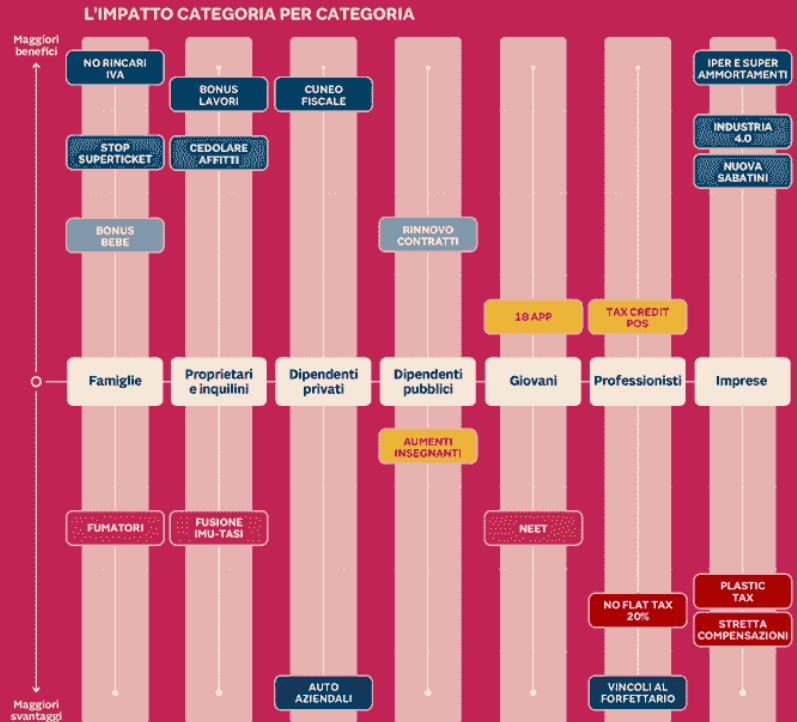 L'IMPATTO CATEGORIA PER CATEGORIA
Maggiori
benefici
NO RINCARI
IVA
BONUS
LAVORI
CUNEO
FISCALE
IPER E SUPER
AMMORTAMENTI
STOP
SUPERTICKET
CEDOLARE
AFFITTI
INDUSTRIA
4.0
NUOVA
SABATINI
BONUS
BEBE
RINNOVO
CONTRATTI
18 APP
TAX CREDIT
POS
Famiglie
Proprietari
e inquilini
Dipendenti
privati
Dipendenti
pubblici
Giovani
Professionisti
Imprese
AUMENTI
INSEGNANTI
FUMATORI
FUSIONE
IMU-TASI
NEET
NO FLAT TAX
20%
PLASTIC
TAX
STRETTA
COMPENSAZIONI
AUTO
AZIENDALI
VINCOLI AL
FORFETTARIO
Maggiori
svantaggi